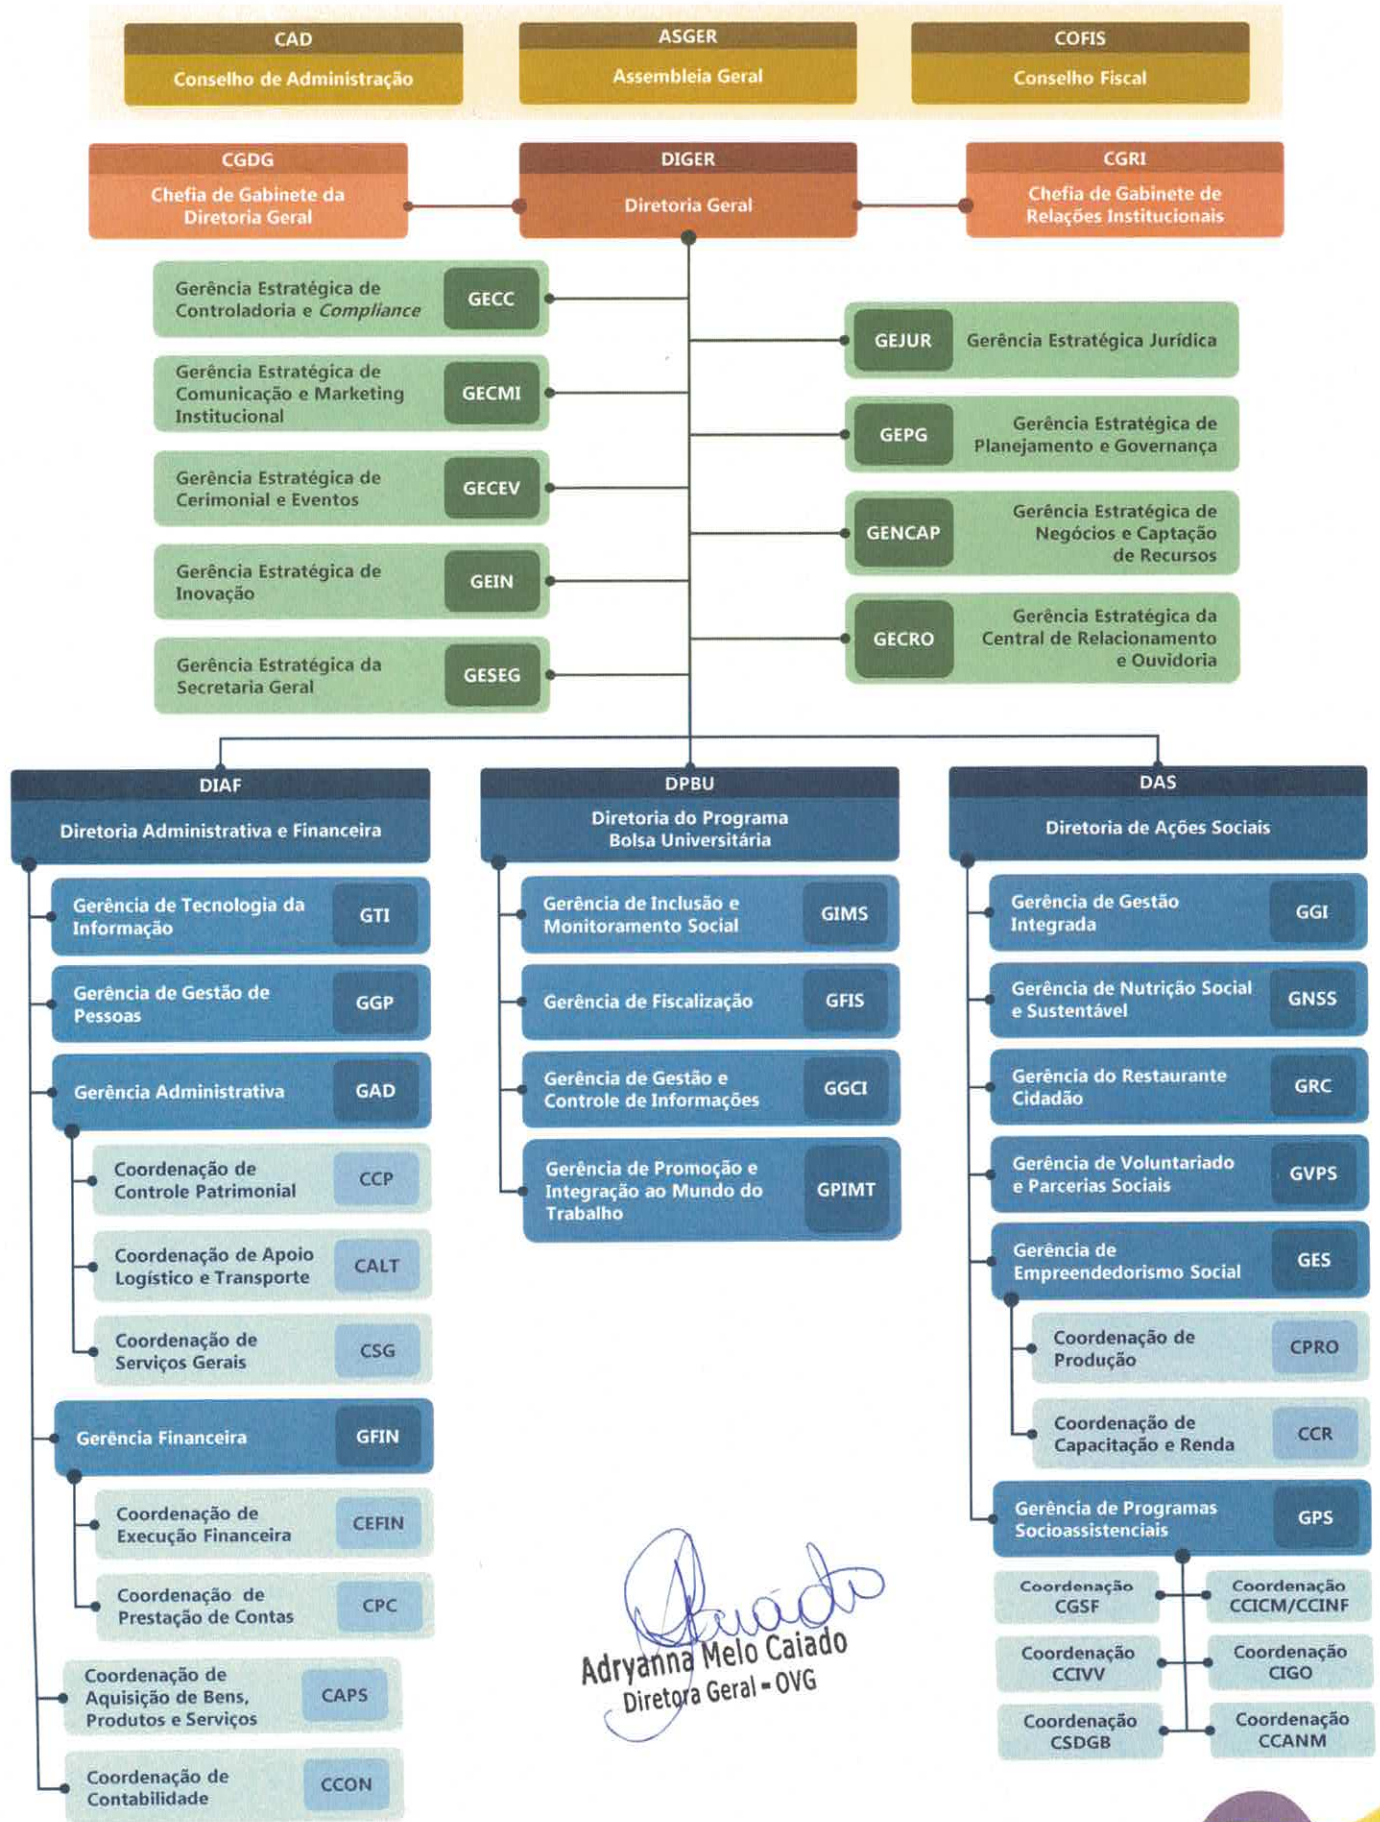 CAD
Conselho de Administração
ASGER
Assembleia Geral
COFIS
Conselho Fiscal
CGDG
Chefia de Gabinete da
Diretoria Geral
DIGER
Diretoria Geral
CGRI
Chefia de Gabinete de
Relações Institucionais
Gerência Estratégica de
Controladoria e Compliance
GECC
Gerência Estratégica de
Comunicação e Marketing
Institucional
GECMI
Gerência Estratégica de
Cerimonial e Eventos
GECEV
Gerência Estratégica de
Inovação
GEIN
Gerência Estratégica da
Secretaria Geral
GESEG
GEJUR
Gerência Estratégica Jurídica
GEPG
Gerência Estratégica de
Planejamento e Governança
GENCAP
Gerência Estratégica de
Negócios e Captação
de Recursos
GECRO
Gerência Estratégica da
Central de Relacionamento
e Ouvidoria
DIAF
Diretoria Administrativa e Financeira
Gerência de Tecnologia da
Informação
GTI
Gerência de Gestão de
Pessoas
GGP
Gerência Administrativa
GAD
Coordenação de
Controle Patrimonial
CCP
Coordenação de Apoio
Logístico e Transporte
CALT
Coordenação de
Serviços Gerais
CSG
Gerência Financeira
GFIN
Coordenação de
Execução Financeira
CEFIN
Coordenação de
Prestação de Contas
CPC
Coordenação de
Aquisição de Bens,
Produtos e Serviços
CAPS
Coordenação de
Contabilidade
CCON
DPBU
Diretoria do Programa
Bolsa Universitária
Gerência de Inclusão e
Monitoramento Social
GIMS
Gerência de Fiscalização
GFIS
Gerência de Gestão e
Controle de Informações
GGCI
Gerência de Promoção e
Integração ao Mundo do
Trabalho
GPIMT
DAS
Diretoria de Ações Sociais
Gerência de Gestão
Integrada
GGI
Gerência de Nutrição Social
e Sustentável
GNSS
Gerência do Restaurante
Cidadão
GRC
Gerência de Voluntariado
e Parcerias Sociais
GVPS
Gerência de
Empreendedorismo Social
GES
Coordenação de
Produção
CPRO
Coordenação de
Capacitação e Renda
CCR
Gerência de Programas
Socioassistenciais
GPS
Coordenação
CGSF
Coordenação
CCICM/CCINF
Coordenação
CCIVV
Coordenação
CIGO
Coordenação
CSDGB
Coordenação
CCANM
Caiado
Adryanna Melo Caiado
Diretora Geral - OVG